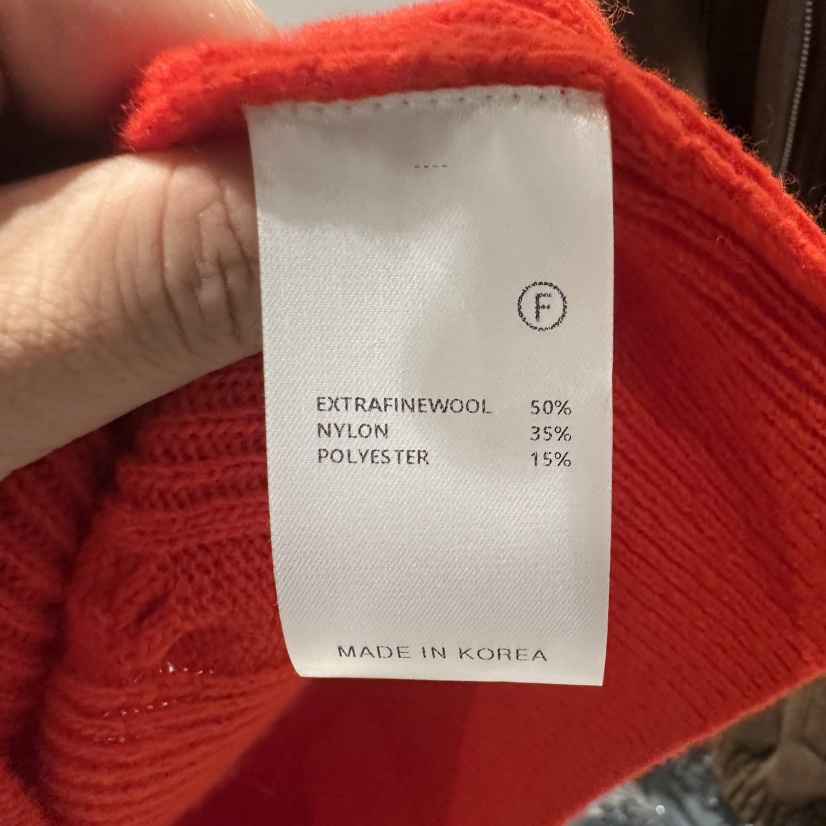 F
EXTRAFINEWOOL 50%
NYLON 35%
POLYESTER 15%
MADE IN KOREA